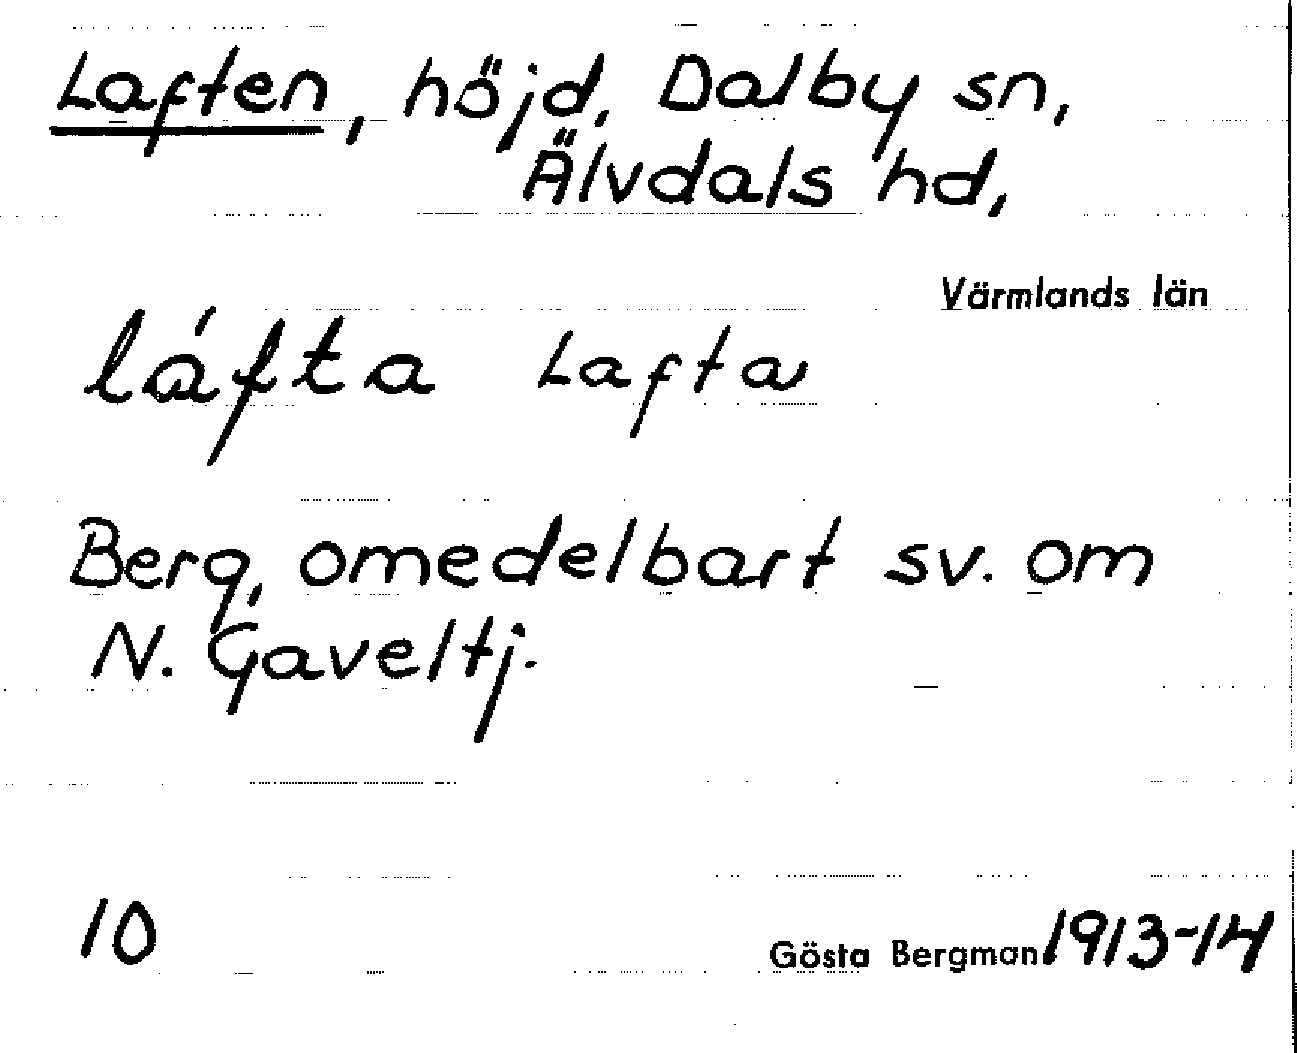 Laften, höjd, Dalby sn,
Älvdals hd,
Värmlands län
láfta Lafta
Berg, omedelbart sv. om
N. Gaveltj.
10
Gösta Bergman 1913-14